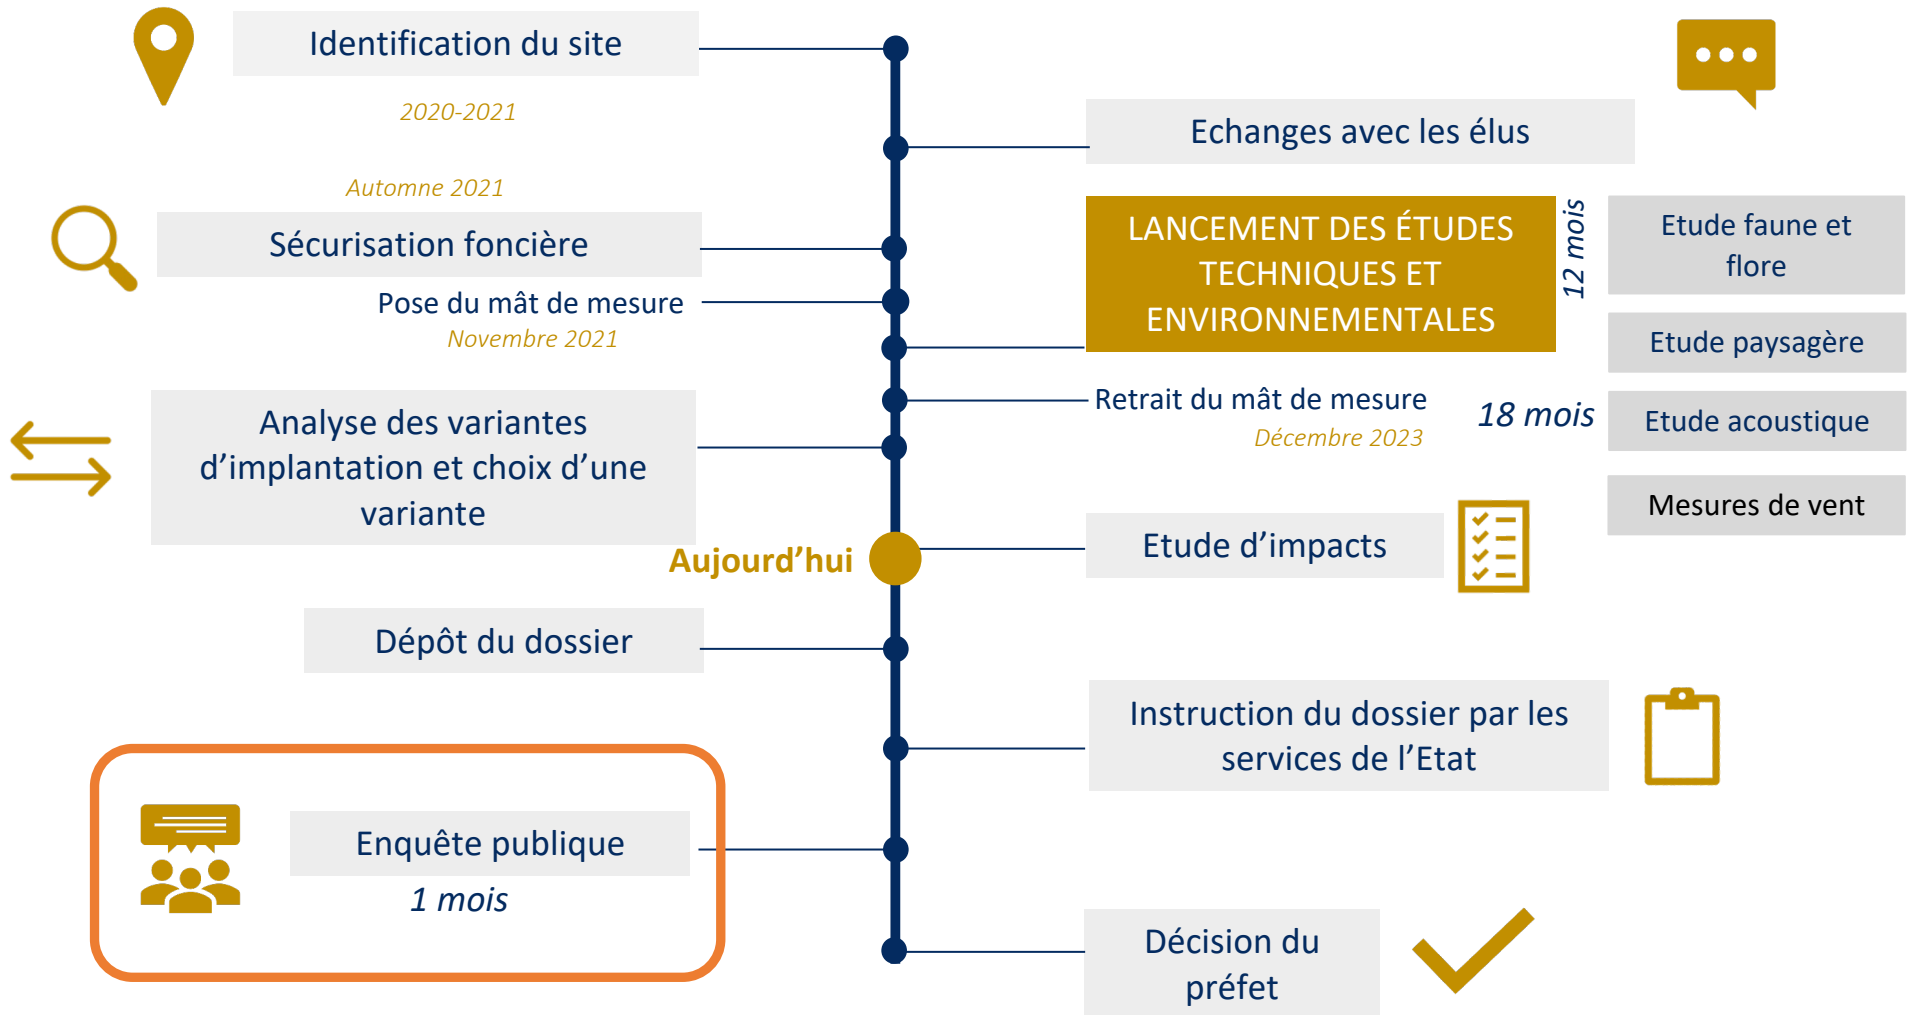 Identification du site
2020-2021
Echanges avec les élus
Automne 2021
Sécurisation foncière
LANCEMENT DES ÉTUDES
TECHNIQUES ET
ENVIRONNEMENTALES
12 mois
Etude faune et
flore
Pose du mât de mesure
Novembre 2021
Etude paysagère
Retrait du mât de mesure
Décembre 2023
18 mois
Etude acoustique
Mesures de vent
Analyse des variantes
d’implantation et choix d’une
variante
Aujourd’hui
Etude d’impacts
Dépôt du dossier
Instruction du dossier par les
services de l’Etat
Enquête publique
1 mois
Décision du
préfet